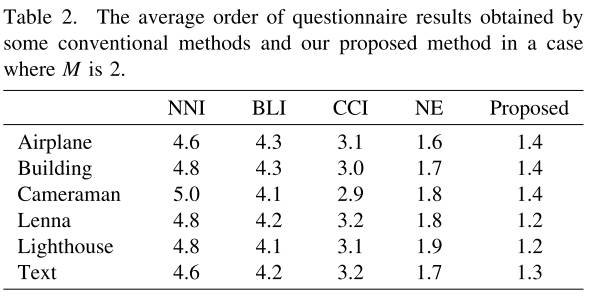 Table 2. The average order of questionnaire results obtained by
some conventional methods and our proposed method in a case
where M is 2.
NNI BLI CCI NE Proposed
Airplane 4.6 4.3 3.1 1.6 1.4
Building 4.8 4.3 3.0 1.7 1.4
Cameraman 5.0 4.1 2.9 1.8 1.4
Lenna 4.8 4.2 3.2 1.8 1.2
Lighthouse 4.8 4.1 3.1 1.9 1.2
Text 4.6 4.2 3.2 1.7 1.3